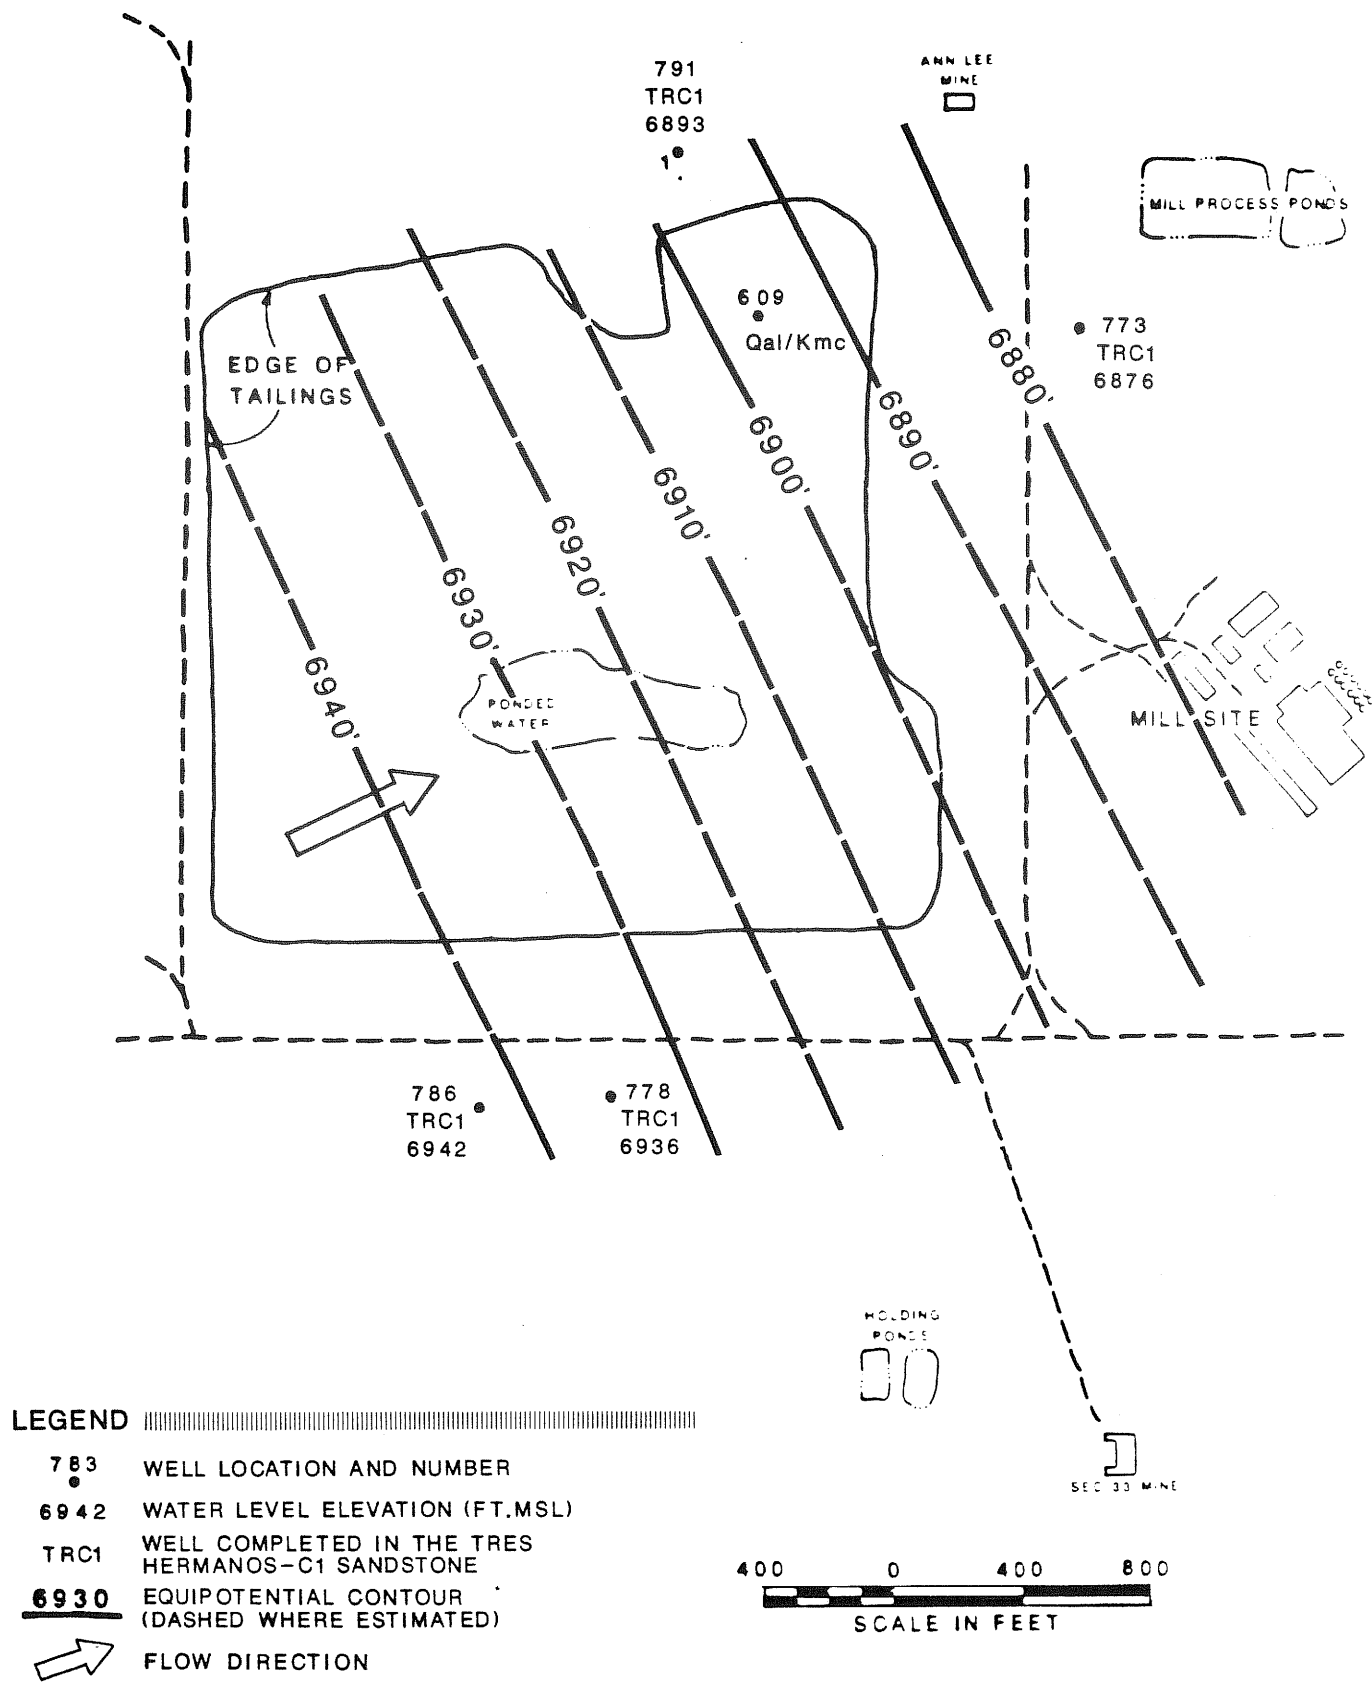 ANN LEE
MINE
791
TRC1
6893
1
MILL PROCESS PONDS
609
Qal/Kmc
773
TRC1
6876
EDGE OF
TAILINGS
6880'
6890'
6900'
6910'
6920'
6930'
6940'
PONDED
WATER
MILL SITE
786
TRC1
6942
778
TRC1
6936
HOLDING
PONDS
SEC 33 MINE
LEGEND
783
WELL LOCATION AND NUMBER
6942 WATER LEVEL ELEVATION (FT.MSL)
TRC1 WELL COMPLETED IN THE TRES
HERMANOS-C1 SANDSTONE
6930 EQUIPOTENTIAL CONTOUR
(DASHED WHERE ESTIMATED)
FLOW DIRECTION
400 0 400 800
SCALE IN FEET